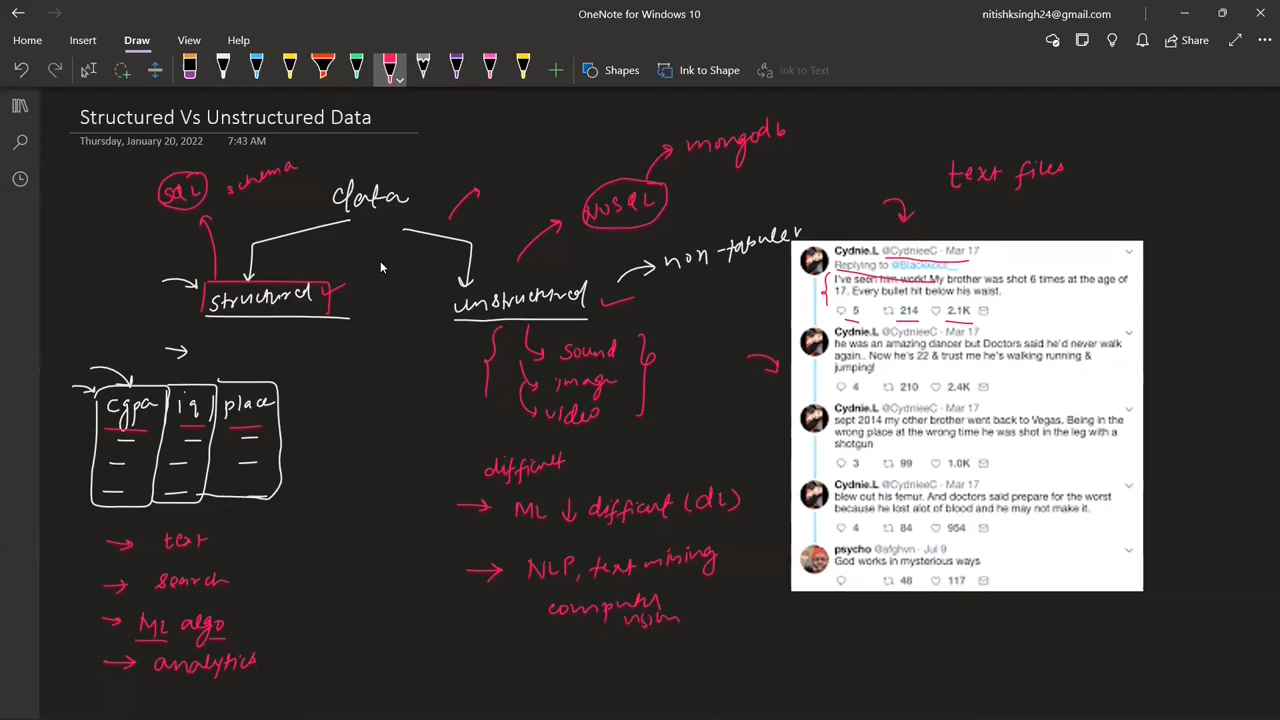 OneNote for Windows 10
nitishksingh24@gmail.com
Home Insert Draw View Help
Share
Shapes
Ink to Shape
Ink to Text
Structured Vs Unstructured Data
Thursday, January 20, 2022 7:43 AM
SQL schema
data
NOSQL
mongodb
text files
non-tabular
structured
unstructured
sound
image
video
cgpa iq place
difficult
ML ↓ difficult (dL)
NLP, text mining
computer
vision
text
search
ML algo
analytics
Cydnie.L @CydnieeC - Mar 17
Replying to
I've seen him work! My brother was shot 6 times at the age of
17. Every bullet hit below his waist.
5 214 2.1K
Cydnie.L @CydnieeC - Mar 17
he was an amazing dancer but Doctors said he'd never walk
again.. Now he's 22 & trust me he's walking running &
jumping!
4 210 2.4K
Cydnie.L @CydnieeC - Mar 17
sept 2014 my other brother went back to Vegas. Being in the
wrong place at the wrong time he was shot in the leg with a
shotgun
3 99 1.0K
Cydnie.L @CydnieeC - Mar 17
blew out his femur. And doctors said prepare for the worst
because he lost alot of blood and he may not make it.
4 84 954
psycho @afghvn - Jul 9
God works in mysterious ways
48 117